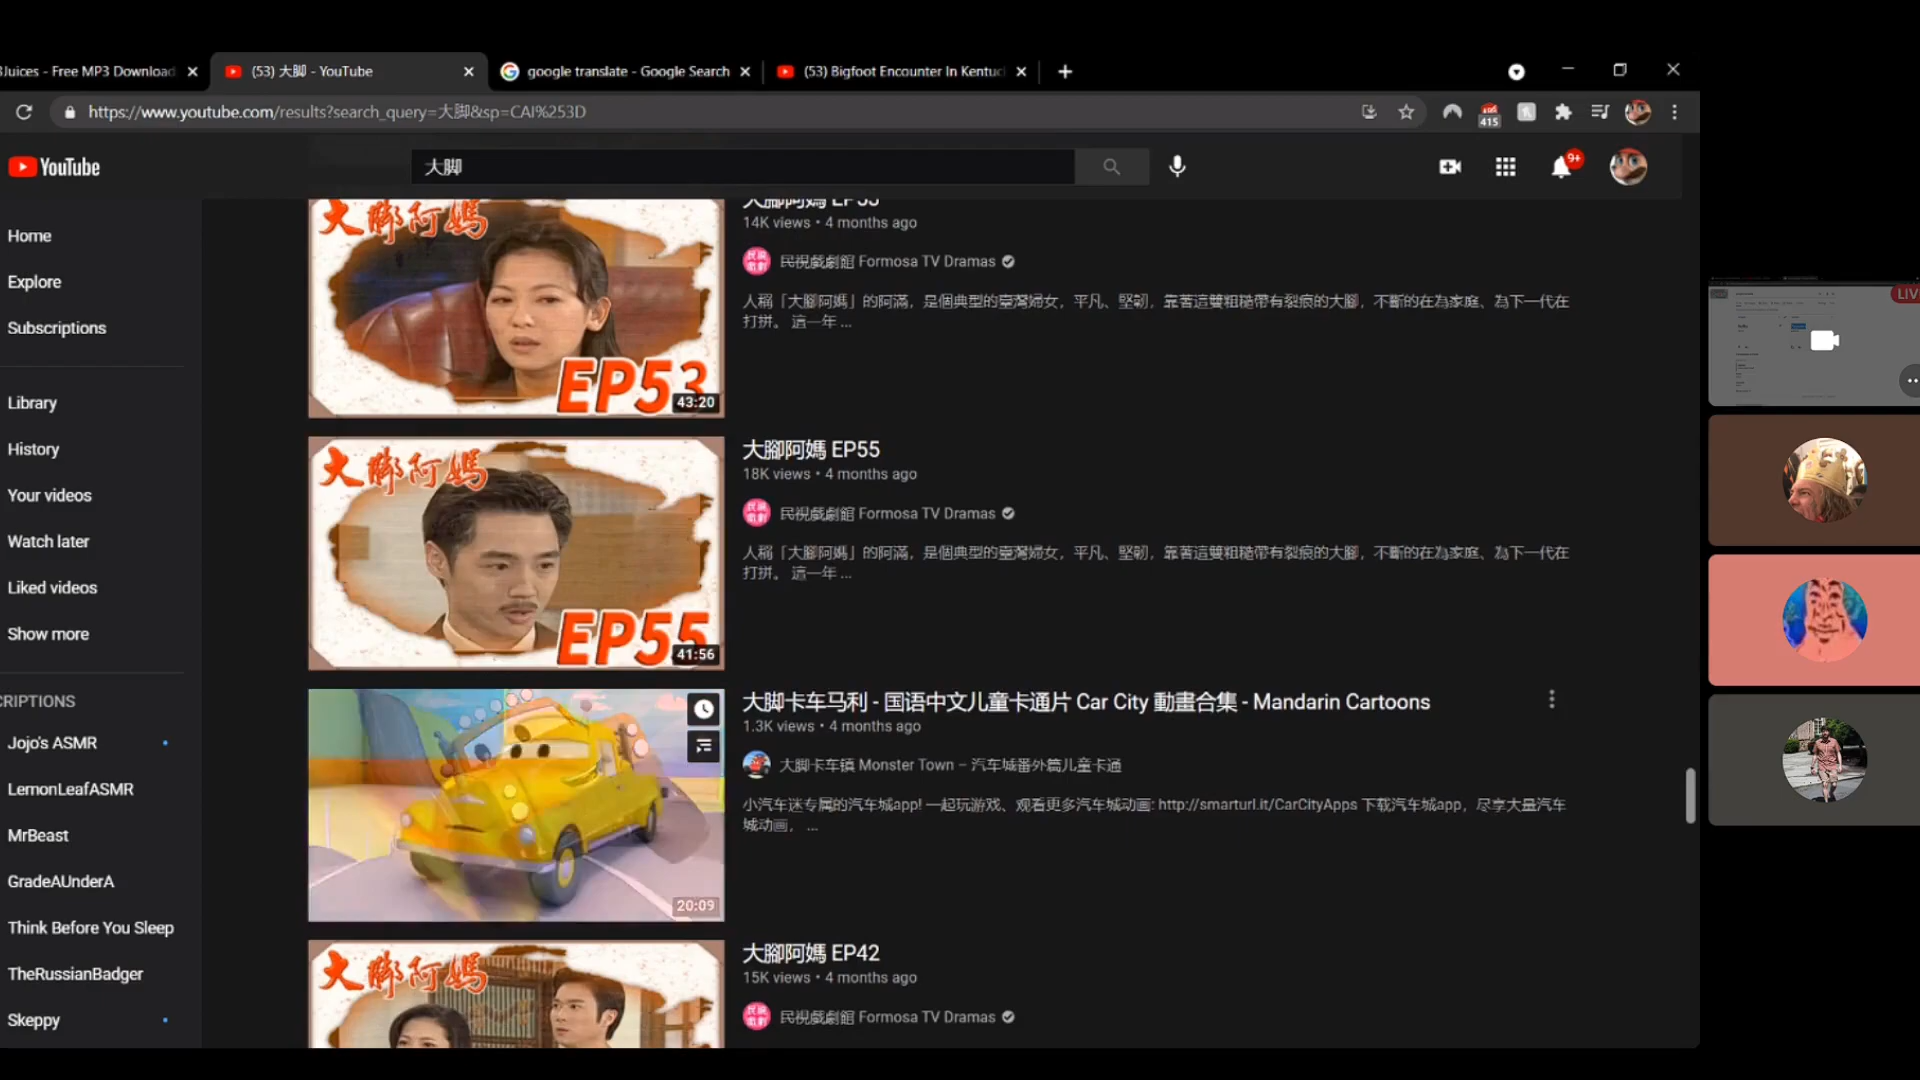 3Juices - Free MP3 Download
(53) 大脚 - YouTube
google translate - Google Search
(53) Bigfoot Encounter In Kentuc
https://www.youtube.com/results?search_query=大脚&sp=CAI%253D
415
YouTube
大脚
9+
Home
Explore
Subscriptions
Library
History
Your videos
Watch later
Liked videos
Show more
CRIPTIONS
Jojo's ASMR
LemonLeafASMR
MrBeast
GradeAUnderA
Think Before You Sleep
TheRussianBadger
Skeppy
大腳阿媽
EP53
43:20
大腳阿媽 EP53
14K views • 4 months ago
民視戲劇館 Formosa TV Dramas
人稱「大腳阿媽」的阿滿，是個典型的臺灣婦女，平凡、堅韌，靠著這雙粗糙帶有裂痕的大腳，不斷的在為家庭、為下一代在
打拼。 這一年 ...
大腳阿媽
EP55
41:56
大腳阿媽 EP55
18K views • 4 months ago
民視戲劇館 Formosa TV Dramas
人稱「大腳阿媽」的阿滿，是個典型的臺灣婦女，平凡、堅韌，靠著這雙粗糙帶有裂痕的大腳，不斷的在為家庭、為下一代在
打拼。 這一年 ...
20:09
大脚卡车马利 - 国语中文儿童卡通片 Car City 動畫合集 - Mandarin Cartoons
1.3K views • 4 months ago
大脚卡车镇 Monster Town – 汽车城番外篇儿童卡通
小汽车迷专属的汽车城app! 一起玩游戏、观看更多汽车城动画: http://smarturl.it/CarCityApps 下载汽车城app，尽享大量汽车
城动画， ...
大腳阿媽
大腳阿媽 EP42
15K views • 4 months ago
民視戲劇館 Formosa TV Dramas
LIV